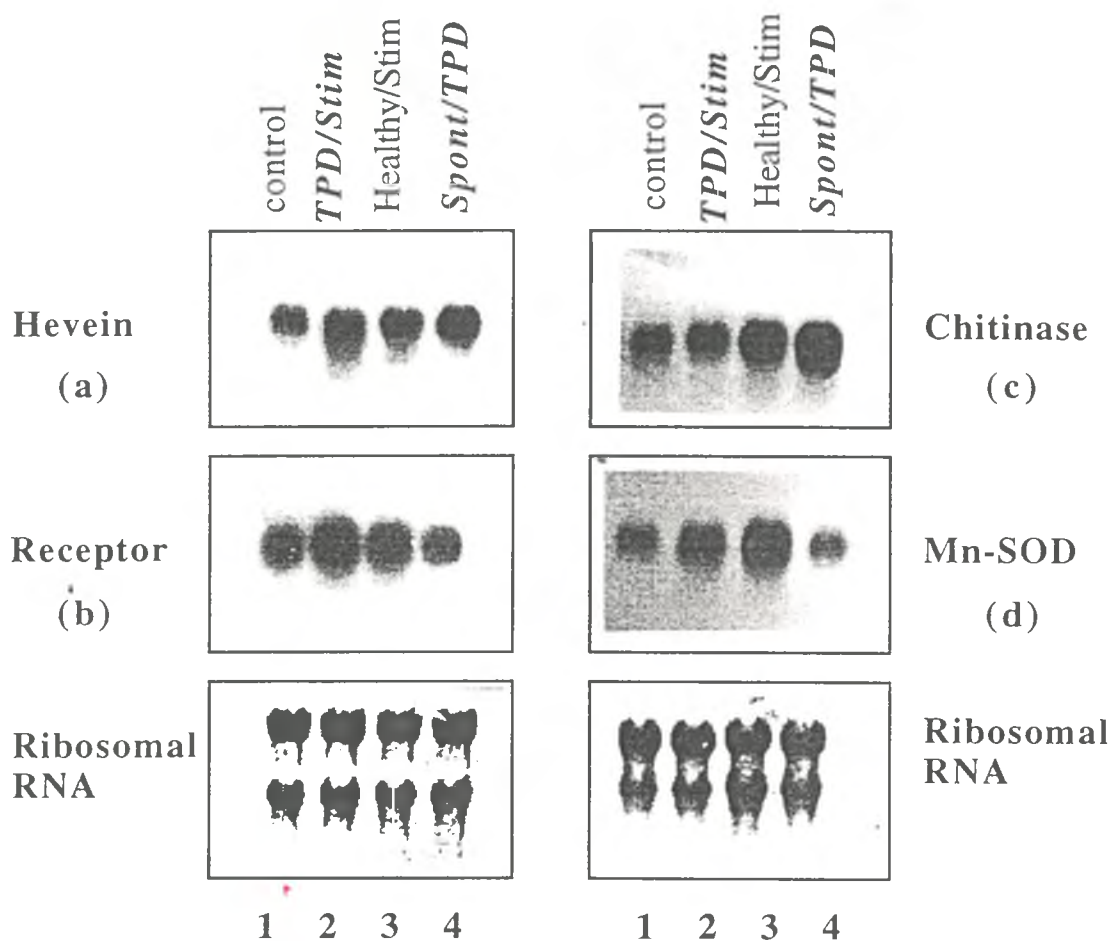 control
TPD/Stim
Healthy/Stim
Spont/TPD
control
TPD/Stim
Healthy/Stim
Spont/TPD
Hevein
(a)
Chitinase
(c)
Receptor
(b)
Mn-SOD
(d)
Ribosomal
RNA
Ribosomal
RNA
1 2 3 4
1 2 3 4